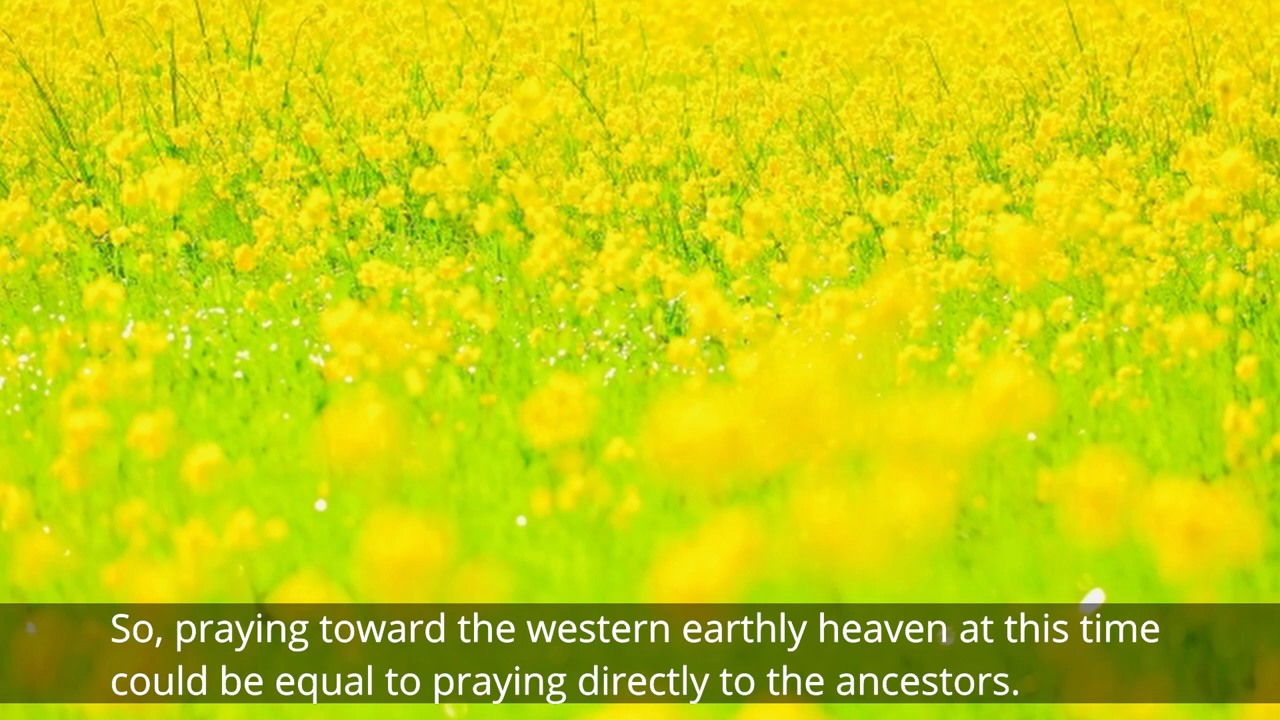 So, praying toward the western earthly heaven at this time
could be equal to praying directly to the ancestors.